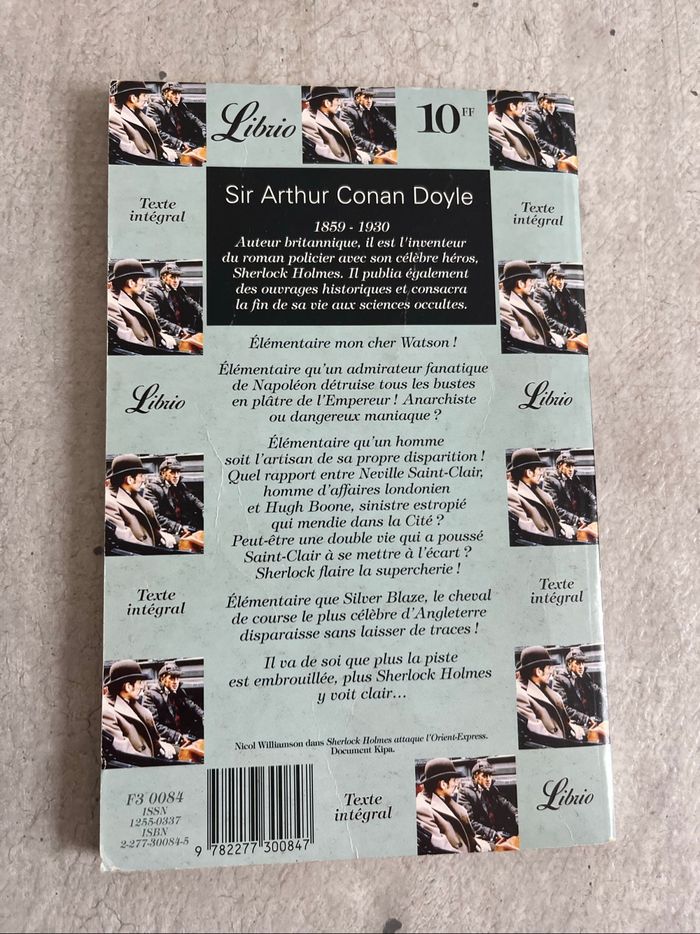 Librio
10 FF
Texte
intégral
Texte
intégral
Sir Arthur Conan Doyle
1859 - 1930
Auteur britannique, il est l'inventeur
du roman policier avec son célèbre héros,
Sherlock Holmes. Il publia également
des ouvrages historiques et consacra
la fin de sa vie aux sciences occultes.
Élémentaire mon cher Watson !
Élémentaire qu'un admirateur fanatique
de Napoléon détruise tous les bustes
en plâtre de l'Empereur ! Anarchiste
ou dangereux maniaque ?
Librio
Librio
Élémentaire qu'un homme
soit l'artisan de sa propre disparition !
Quel rapport entre Neville Saint-Clair,
homme d'affaires londonien
et Hugh Boone, sinistre estropié
qui mendie dans la Cité ?
Peut-être une double vie qui a poussé
Saint-Clair à se mettre à l'écart ?
Sherlock flaire la supercherie !
Texte
intégral
Texte
intégral
Élémentaire que Silver Blaze, le cheval
de course le plus célèbre d'Angleterre
disparaisse sans laisser de traces !
Il va de soi que plus la piste
est embrouillée, plus Sherlock Holmes
y voit clair...
Nicol Williamson dans Sherlock Holmes attaque l'Orient-Express.
Document Kipa.
F3 0084
ISSN
1255-0337
ISBN
2-277-30084-5
9 782277 300847
Texte
intégral
Librio